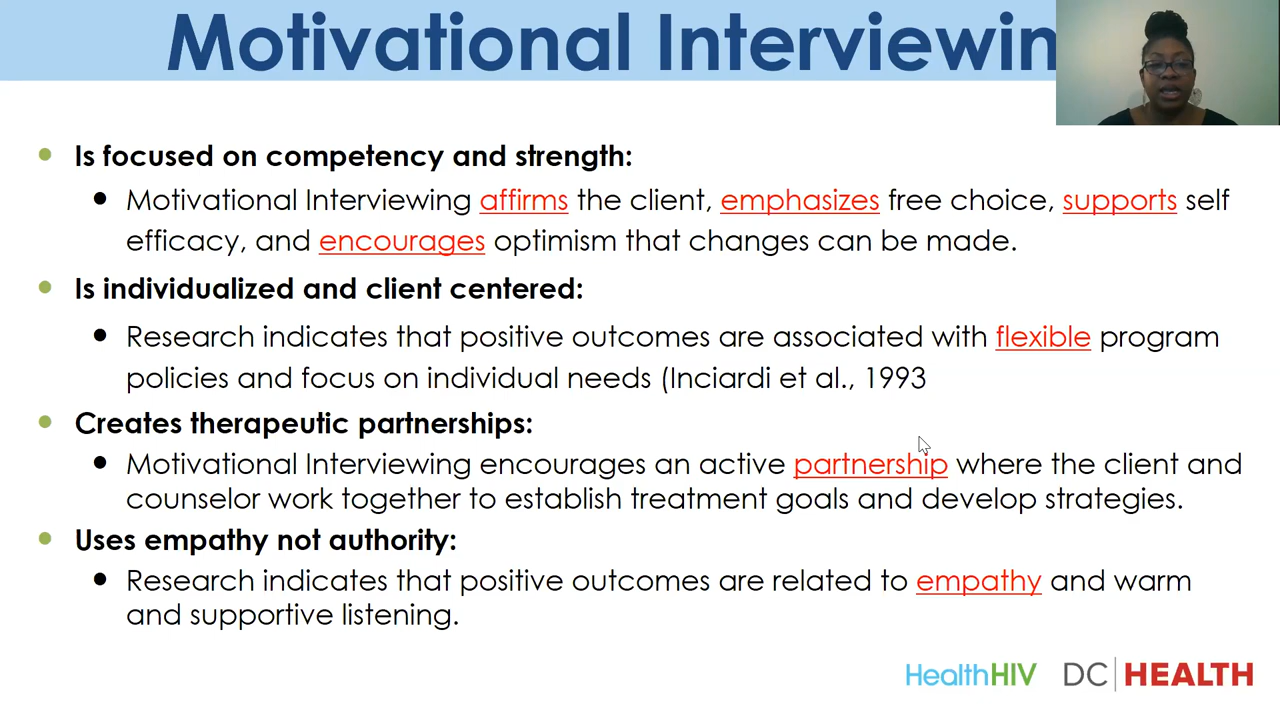 Motivational Interviewin
Is focused on competency and strength:
Motivational Interviewing affirms the client, emphasizes free choice, supports self
efficacy, and encourages optimism that changes can be made.
Is individualized and client centered:
Research indicates that positive outcomes are associated with flexible program
policies and focus on individual needs (Inciardi et al., 1993
Creates therapeutic partnerships:
Motivational Interviewing encourages an active partnership where the client and
counselor work together to establish treatment goals and develop strategies.
Uses empathy not authority:
Research indicates that positive outcomes are related to empathy and warm
and supportive listening.
HealthHIV DC HEALTH